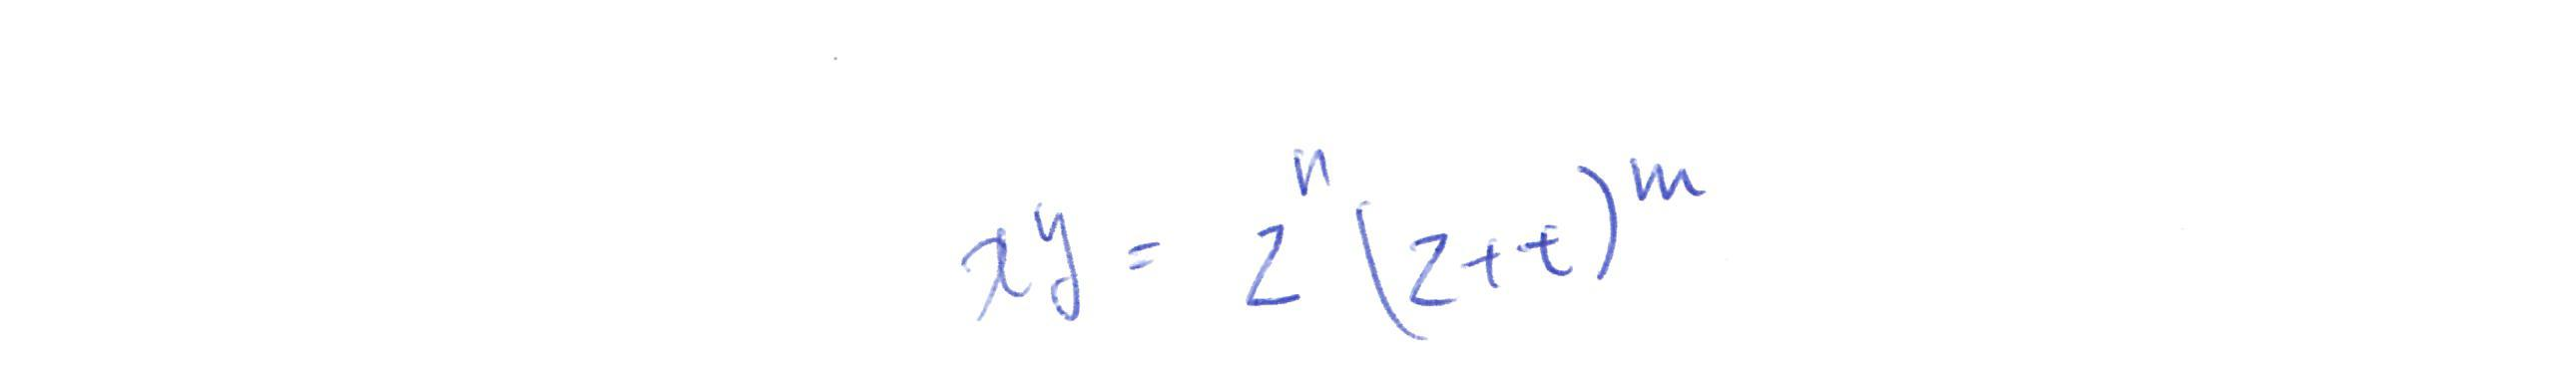 xy = z^n (z+t)^m